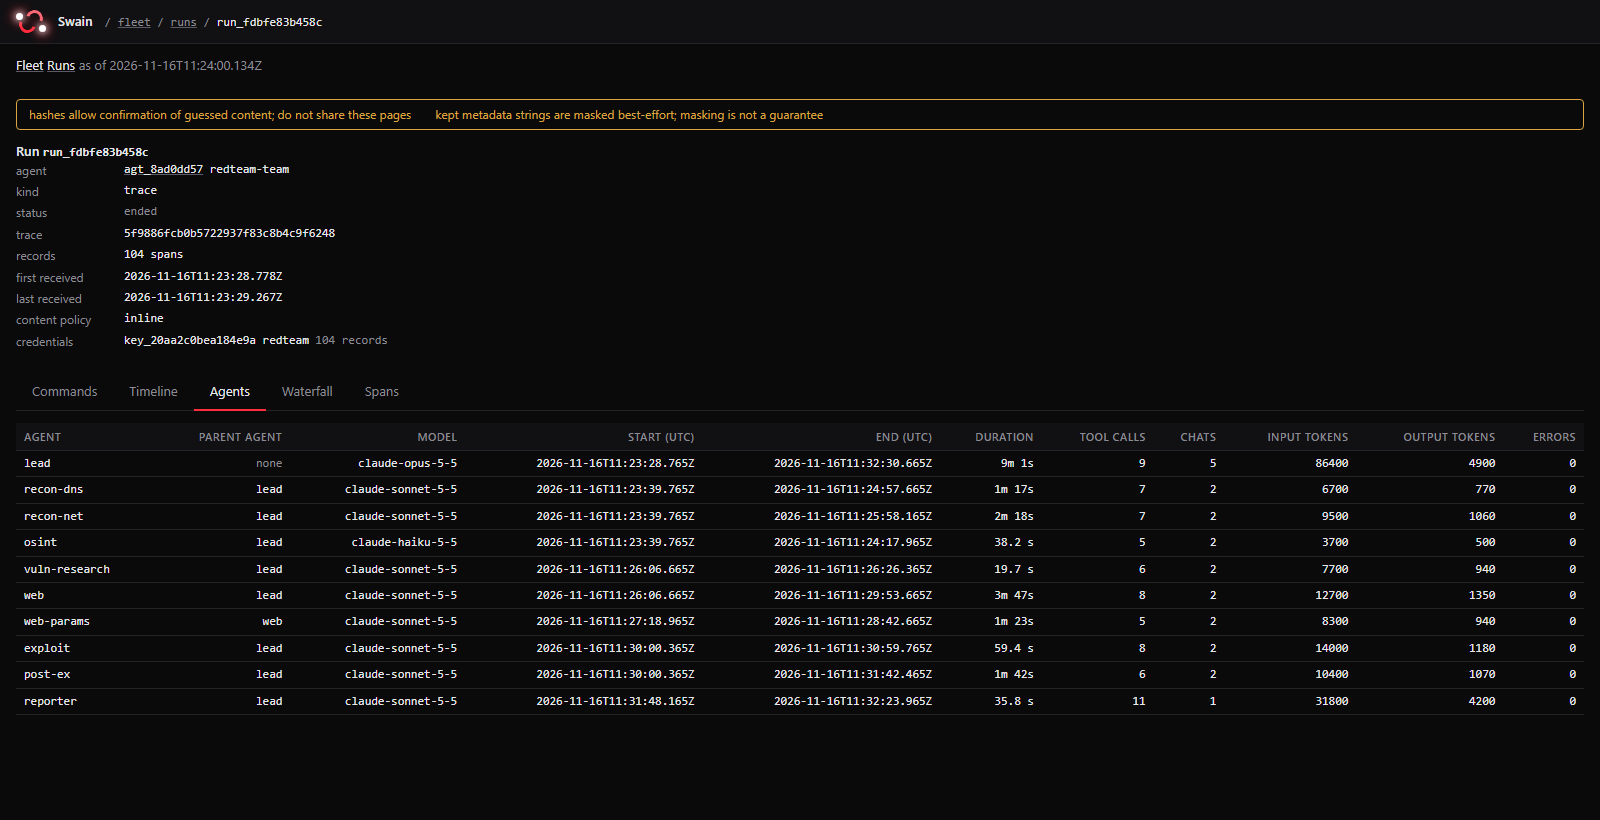 Swain / fleet / runs / run_fdbfe83b458c
Fleet Runs as of 2026-11-16T11:24:00.134Z
hashes allow confirmation of guessed content; do not share these pages kept metadata strings are masked best-effort; masking is not a guarantee
Run run_fdbfe83b458c
agent agt_8ad0dd57 redteam-team
kind trace
status ended
trace 5f9886fcb0b5722937f83c8b4c9f6248
records 104 spans
first received 2026-11-16T11:23:28.778Z
last received 2026-11-16T11:23:29.267Z
content policy inline
credentials key_20aa2c0bea184e9a redteam 104 records
Commands Timeline Agents Waterfall Spans
AGENT PARENT AGENT MODEL START (UTC) END (UTC) DURATION TOOL CALLS CHATS INPUT TOKENS OUTPUT TOKENS ERRORS
lead none claude-opus-5-5 2026-11-16T11:23:28.765Z 2026-11-16T11:32:30.665Z 9m 1s 9 5 86400 4900 0
recon-dns lead claude-sonnet-5-5 2026-11-16T11:23:39.765Z 2026-11-16T11:24:57.665Z 1m 17s 7 2 6700 770 0
recon-net lead claude-sonnet-5-5 2026-11-16T11:23:39.765Z 2026-11-16T11:25:58.165Z 2m 18s 7 2 9500 1060 0
osint lead claude-haiku-5-5 2026-11-16T11:23:39.765Z 2026-11-16T11:24:17.965Z 38.2 s 5 2 3700 500 0
vuln-research lead claude-sonnet-5-5 2026-11-16T11:26:06.665Z 2026-11-16T11:26:26.365Z 19.7 s 6 2 7700 940 0
web lead claude-sonnet-5-5 2026-11-16T11:26:06.665Z 2026-11-16T11:29:53.665Z 3m 47s 8 2 12700 1350 0
web-params web claude-sonnet-5-5 2026-11-16T11:27:18.965Z 2026-11-16T11:28:42.665Z 1m 23s 5 2 8300 940 0
exploit lead claude-sonnet-5-5 2026-11-16T11:30:00.365Z 2026-11-16T11:30:59.765Z 59.4 s 8 2 14000 1180 0
post-ex lead claude-sonnet-5-5 2026-11-16T11:30:00.365Z 2026-11-16T11:31:42.465Z 1m 42s 6 2 10400 1070 0
reporter lead claude-sonnet-5-5 2026-11-16T11:31:48.165Z 2026-11-16T11:32:23.965Z 35.8 s 11 1 31800 4200 0